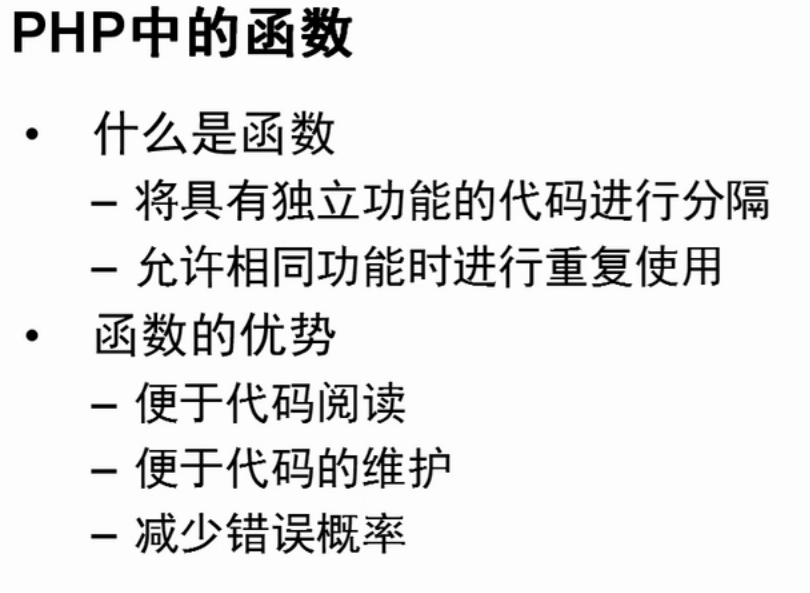 PHP中的函数
• 什么是函数
– 将具有独立功能的代码进行分隔
– 允许相同功能时进行重复使用
• 函数的优势
– 便于代码阅读
– 便于代码的维护
– 减少错误概率